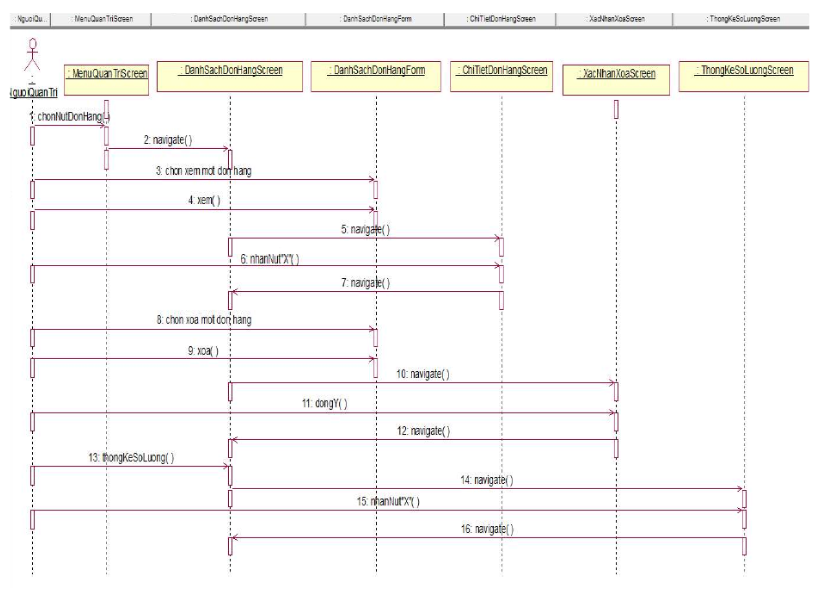 : NguoiQu...
: MenuQuanTriScreen
: DanhSachDonHangScreen
: DanhSachDonHangForm
: ChiTietDonHangScreen
: XacNhanXoaScreen
: ThongKeSoLuongScreen
: MenuQuanTriScreen
: DanhSachDonHangScreen
: DanhSachDonHangForm
: ChiTietDonHangScreen
: XacNhanXoaScreen
: ThongKeSoLuongScreen
:
NguoiQuanTri
1: chonNutDonHang( )
2: navigate( )
3: chon xem mot don hang
4: xem( )
5: navigate( )
6: nhanNut"X"( )
7: navigate( )
8: chon xoa mot don hang
9: xoa( )
10: navigate( )
11: dongY( )
12: navigate( )
13: thongKeSoLuong( )
14: navigate( )
15: nhanNut"X"( )
16: navigate( )